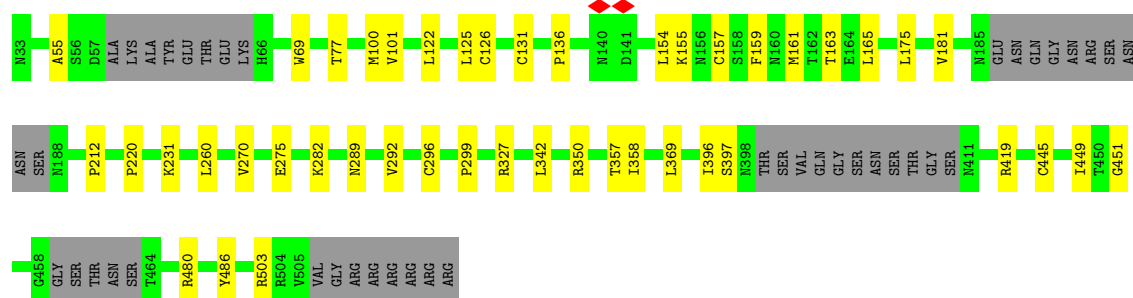 N33 A55 S56 D57 ALA LYS ALA TYR GLU THR GLU LYS H66 W69 T77 M100 V101 L122 L125 C126 C131 P136 N140 D141 L154 K155 N156 C157 S158 F159 N160 M161 T162 T163 E164 L165 L175 V181 N185 GLU ASN GLN GLY ASN ARG SER ASN
ASN SER N188 P212 P220 K231 L260 V270 E275 K282 N289 V292 C296 P299 R327 L342 R350 T357 I358 L369 I396 S397 N398 THR SER VAL GLN GLY SER ASN SER THR GLY SER N411 R419 C445 I449 T450 G451
G458 GLY SER THR ASN SER T464 R480 Y486 R503 R504 V505 VAL GLY ARG ARG ARG ARG ARG ARG